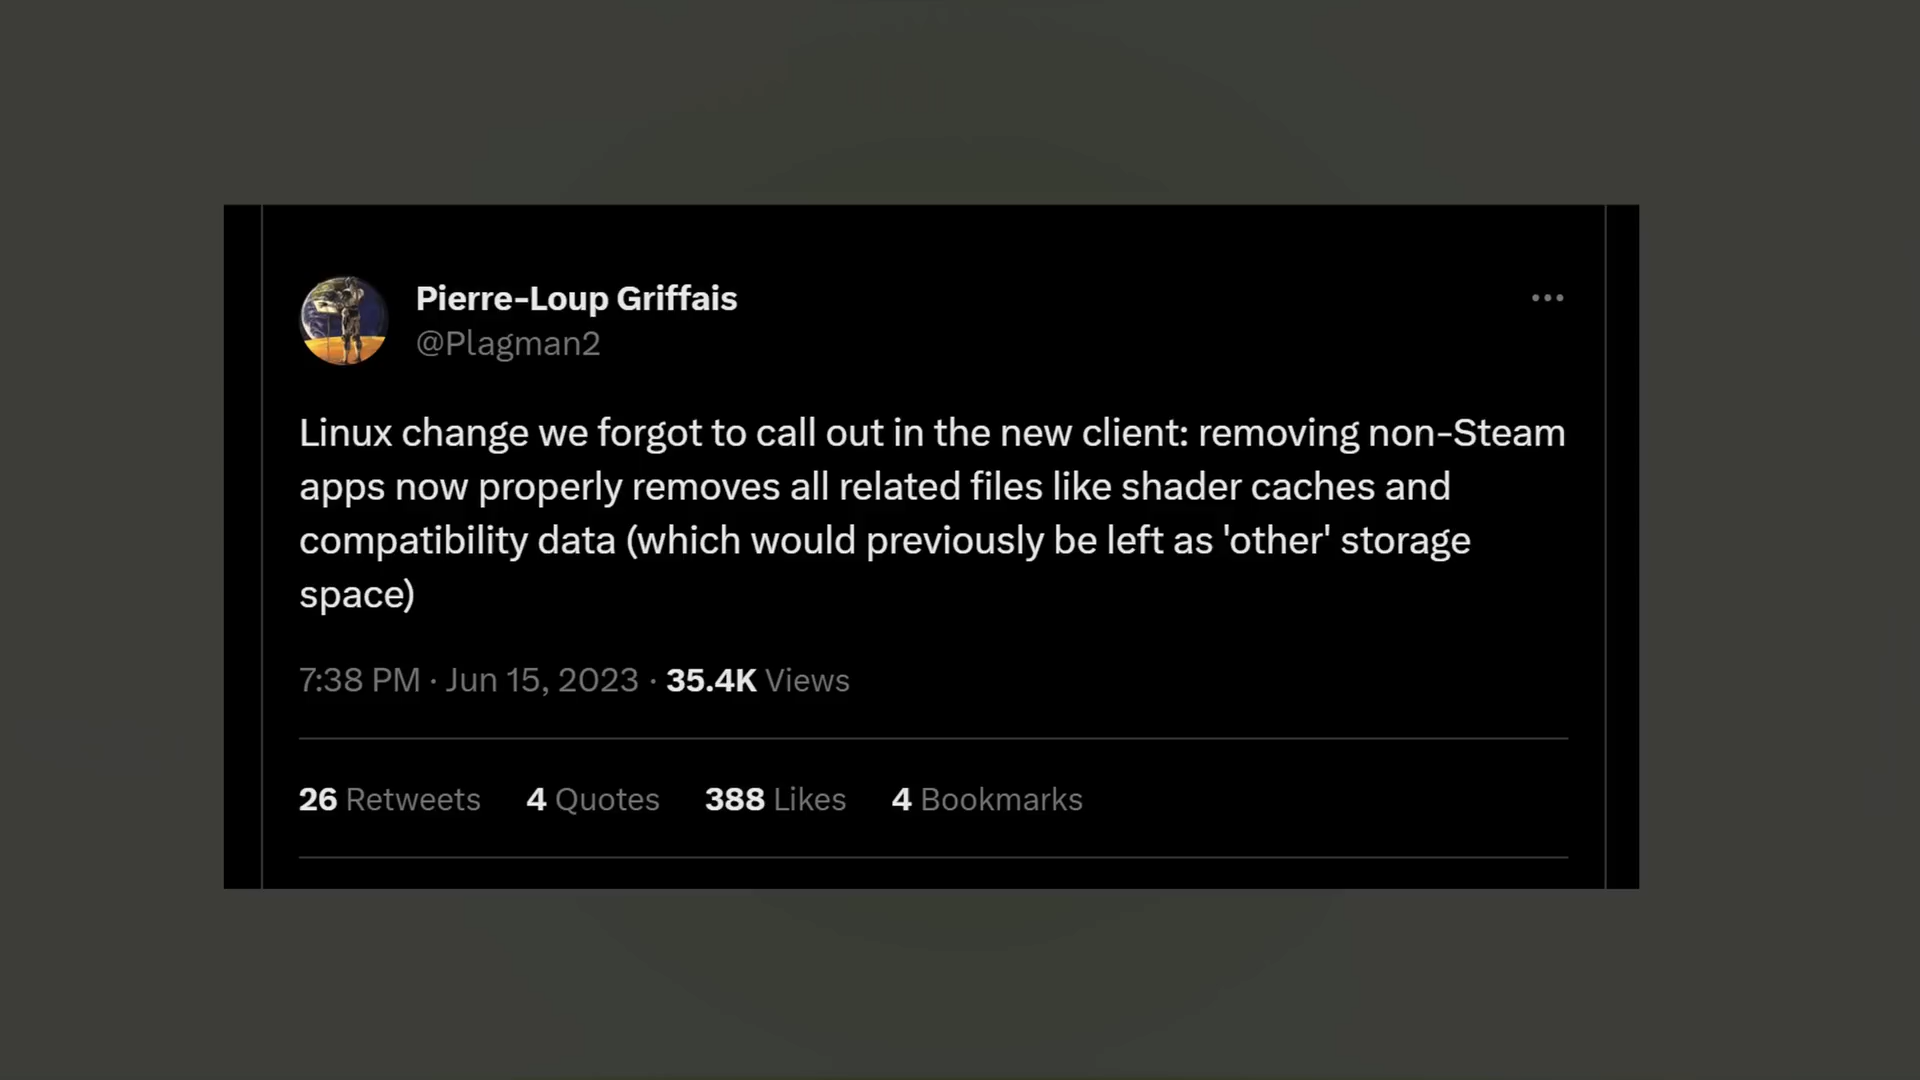 Pierre-Loup Griffais
@Plagman2
Linux change we forgot to call out in the new client: removing non-Steam
apps now properly removes all related files like shader caches and
compatibility data (which would previously be left as 'other' storage
space)
7:38 PM · Jun 15, 2023 · 35.4K Views
26 Retweets 4 Quotes 388 Likes 4 Bookmarks